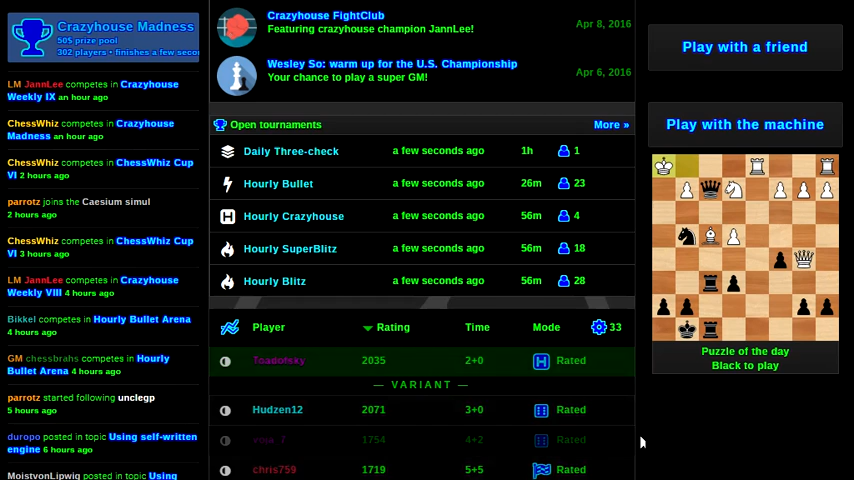 Crazyhouse Madness
50$ prize pool
302 players • finishes a few seco
LM JannLee competes in Crazyhouse
Weekly IX an hour ago
ChessWhiz competes in Crazyhouse
Madness an hour ago
ChessWhiz competes in ChessWhiz Cup
VI 2 hours ago
parrotz joins the Caesium simul
2 hours ago
ChessWhiz competes in ChessWhiz Cup
VI 3 hours ago
LM JannLee competes in Crazyhouse
Weekly VIII 4 hours ago
Bikkel competes in Hourly Bullet Arena
4 hours ago
GM chessbrahs competes in Hourly
Bullet Arena 4 hours ago
parrotz started following unclegp
5 hours ago
duropo posted in topic Using self-written
engine 6 hours ago
MoistvonLipwig posted in topic Using
Crazyhouse FightClub
Apr 8, 2016
Featuring crazyhouse champion JannLee!
Wesley So: warm up for the U.S. Championship
Apr 6, 2016
Your chance to play a super GM!
Open tournaments More »
Daily Three-check a few seconds ago 1h 1
Hourly Bullet a few seconds ago 26m 23
Hourly Crazyhouse a few seconds ago 56m 4
Hourly SuperBlitz a few seconds ago 56m 18
Hourly Blitz a few seconds ago 56m 28
Player Rating Time Mode 33
Toadofsky 2035 2+0 Rated
— VARIANT —
Hudzen12 2071 3+0 Rated
1754 4+2 Rated
chris759 1719 5+5 Rated
Play with a friend
Play with the machine
Puzzle of the day
Black to play